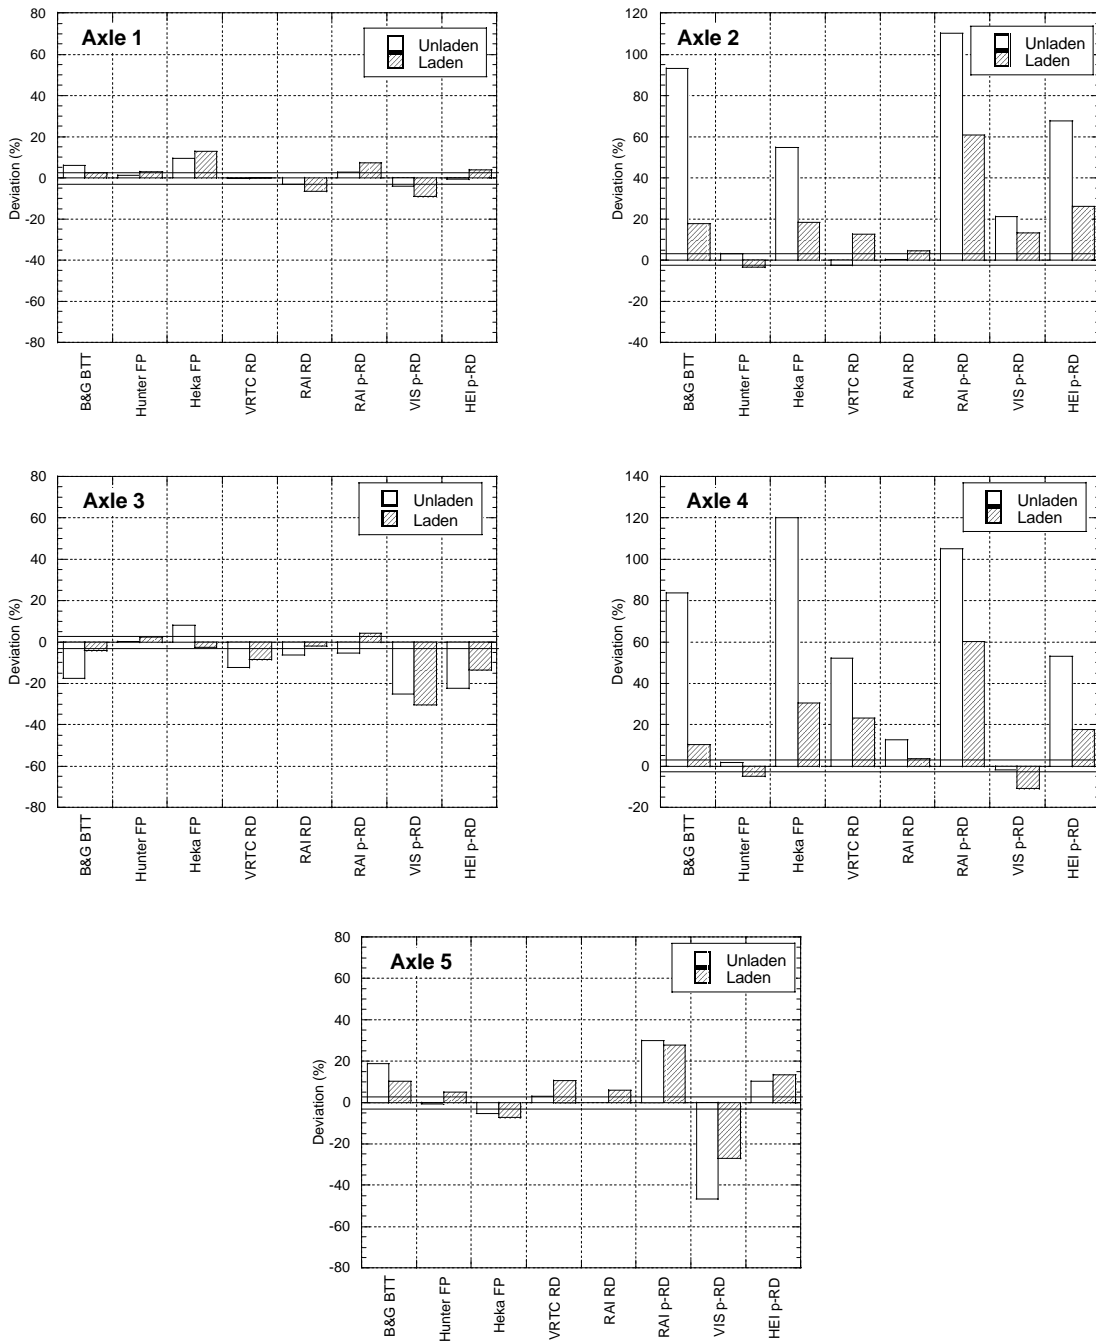 Axle 1
Unladen
Laden
Deviation (%)
80
60
40
20
0
-20
-40
-60
-80
B&G BTT
Hunter FP
Heka FP
VRTC RD
RAI RD
RAI p-RD
VIS p-RD
HEI p-RD
Axle 2
Unladen
Laden
Deviation (%)
120
100
80
60
40
20
0
-20
-40
B&G BTT
Hunter FP
Heka FP
VRTC RD
RAI RD
RAI p-RD
VIS p-RD
HEI p-RD
Axle 3
Unladen
Laden
Deviation (%)
80
60
40
20
0
-20
-40
-60
-80
B&G BTT
Hunter FP
Heka FP
VRTC RD
RAI RD
RAI p-RD
VIS p-RD
HEI p-RD
Axle 4
Unladen
Laden
Deviation (%)
140
120
100
80
60
40
20
0
-20
B&G BTT
Hunter FP
Heka FP
VRTC RD
RAI RD
RAI p-RD
VIS p-RD
HEI p-RD
Axle 5
Unladen
Laden
Deviation (%)
80
60
40
20
0
-20
-40
-60
-80
B&G BTT
Hunter FP
Heka FP
VRTC RD
RAI RD
RAI p-RD
VIS p-RD
HEI p-RD